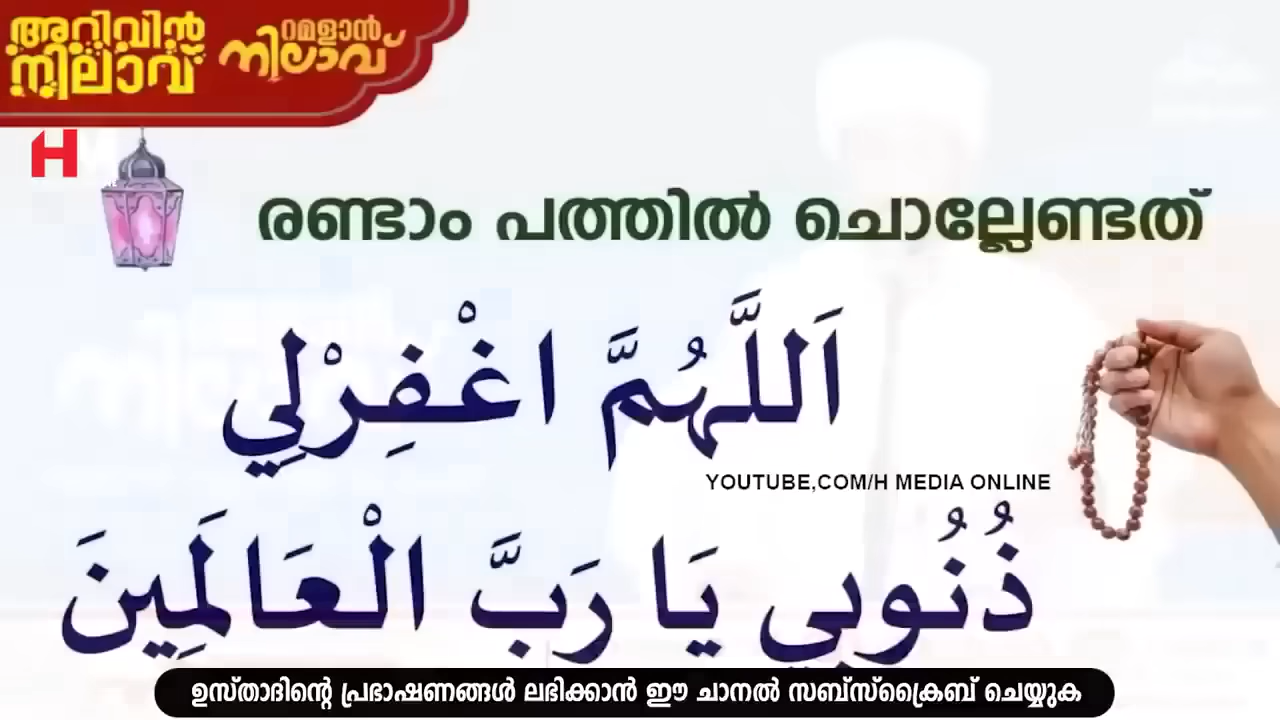 അറിവിൻ
നിലാവ്
റമളാൻ
നിലാവ്
H
രണ്ടാം പത്തിൽ ചൊല്ലേണ്ടത്
اَللَّهُمَّ اغْفِرْلِي
YOUTUBE,COM/H MEDIA ONLINE
ذُنُوبِي يَا رَبَّ الْعَالَمِينَ
ഉസ്താദിന്റെ പ്രഭാഷണങ്ങൾ ലഭിക്കാൻ ഈ ചാനൽ സബ്സ്ക്രൈബ് ചെയ്യുക